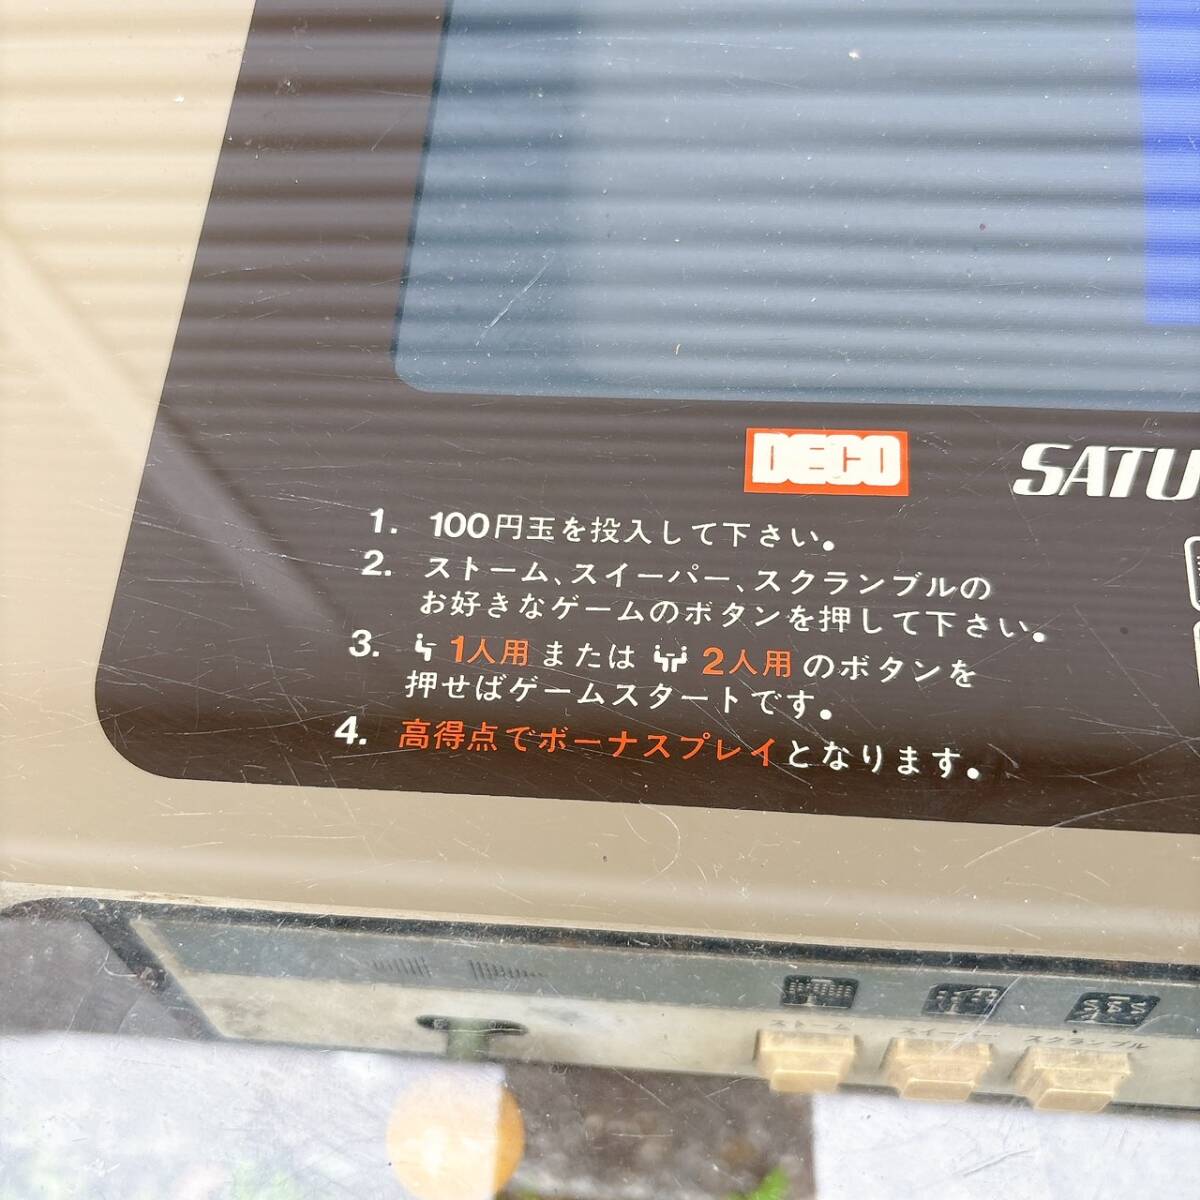 DECO SATU
1. 100円玉を投入して下さい。
2. ストーム、スイーパー、スクランブルの
お好きなゲームのボタンを押して下さい。
3. 1人用 または 2人用 のボタンを
押せばゲームスタートです。
4. 高得点でボーナスプレイとなります。
ストーム スイーパー スクランブル